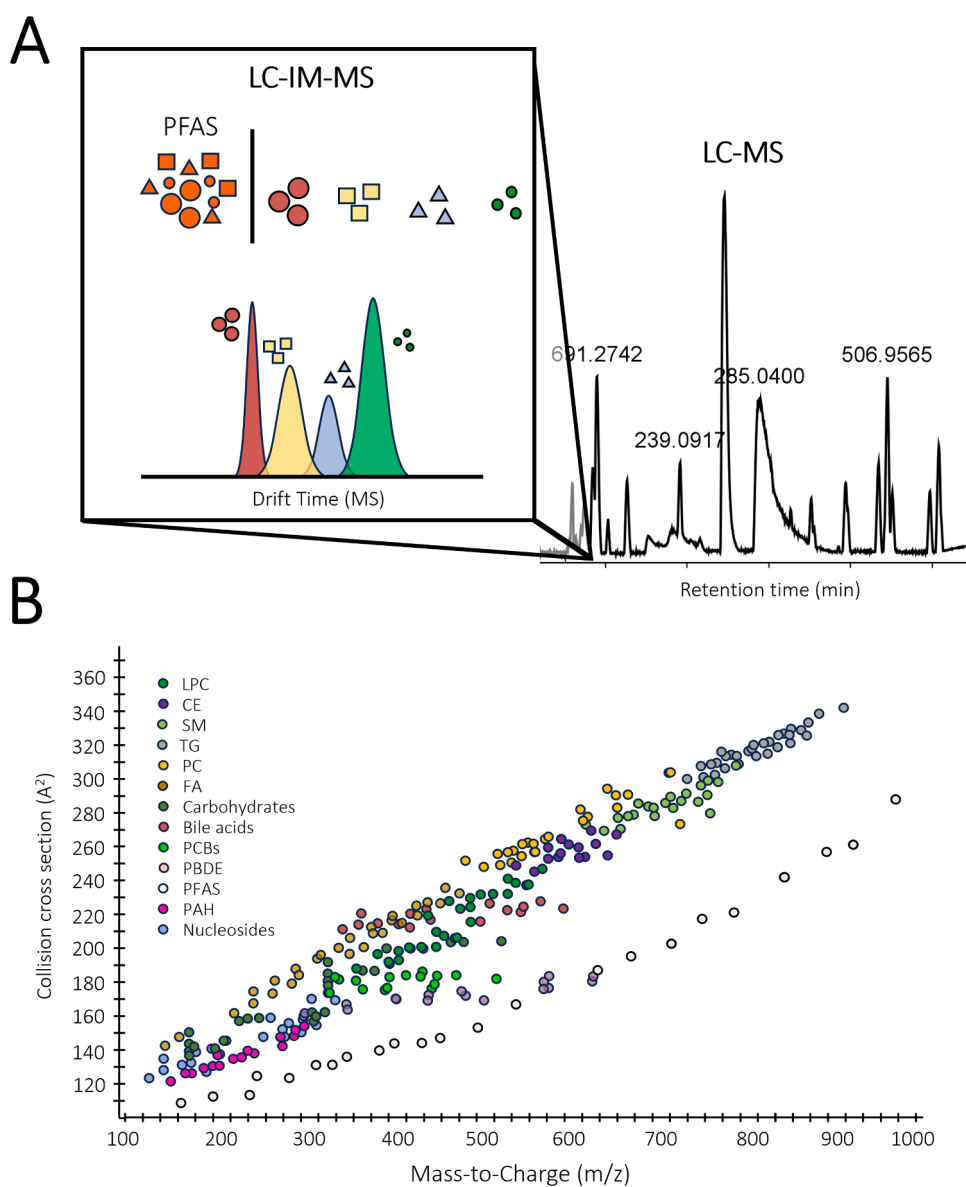 A
LC-IM-MS
PFAS
Drift Time (MS)
LC-MS
691.2742
506.9565
285.0400
239.0917
Retention time (min)
B
Collision cross section (A²)
360
340
320
300
280
260
240
220
200
180
160
140
120
LPC
CE
SM
TG
PC
FA
Carbohydrates
Bile acids
PCBs
PBDE
PFAS
PAH
Nucleosides
100 200 300 400 500 600 700 800 900 1000
Mass-to-Charge (m/z)